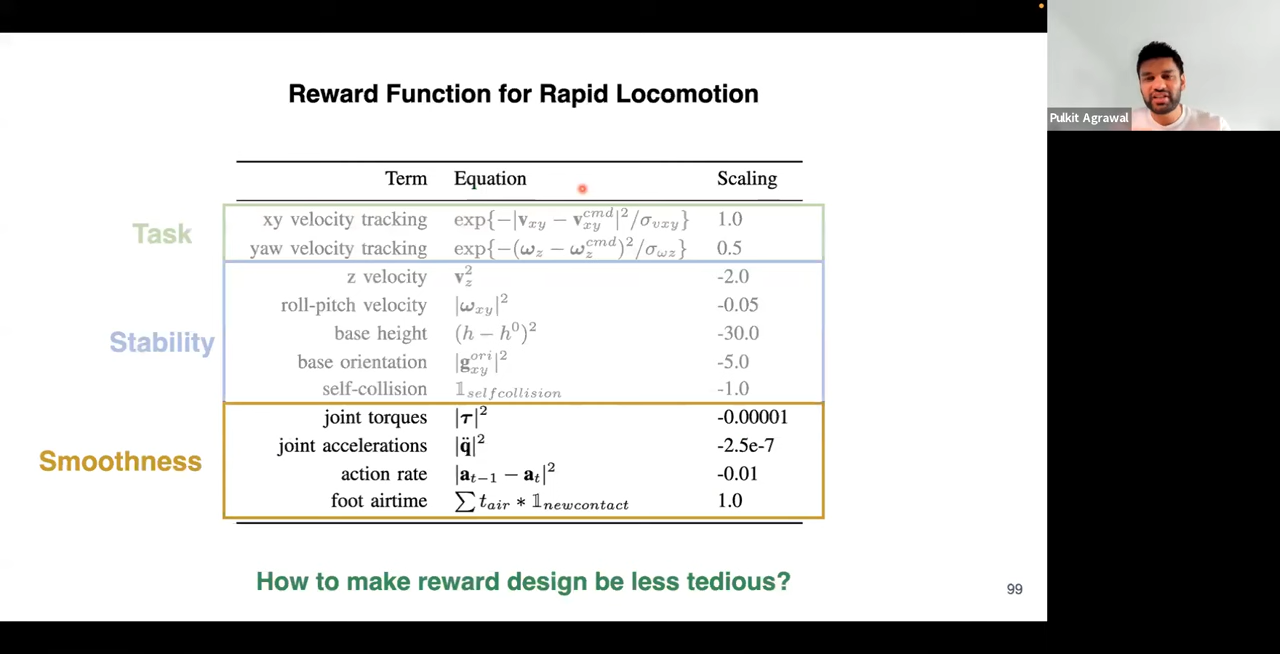 Reward Function for Rapid Locomotion
Pulkit Agrawal
Term Equation Scaling
Task
xy velocity tracking exp{−|v_xy − v_xy^cmd|²/σ_vxy} 1.0
yaw velocity tracking exp{−(ω_z − ω_z^cmd)²/σ_ωz} 0.5
Stability
z velocity v_z² -2.0
roll-pitch velocity |ω_xy|² -0.05
base height (h − h⁰)² -30.0
base orientation |g_xy^ori|² -5.0
self-collision 𝟙_selfcollision -1.0
Smoothness
joint torques |τ|² -0.00001
joint accelerations |q̈|² -2.5e-7
action rate |a_t−1 − a_t|² -0.01
foot airtime ∑ t_air * 𝟙_newcontact 1.0
How to make reward design be less tedious?
99